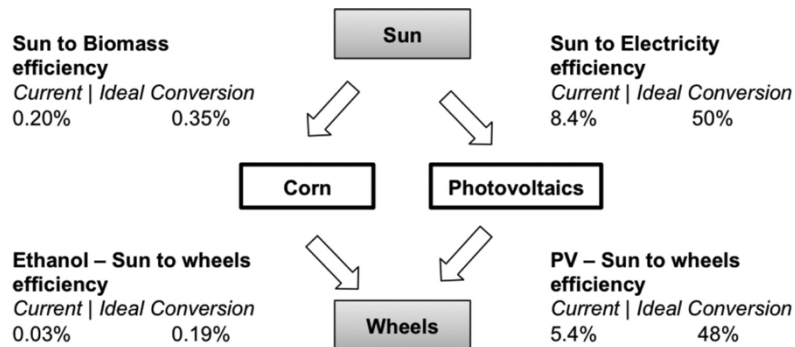 Sun
Sun to Biomass
efficiency
Current | Ideal Conversion
0.20% 0.35%
Sun to Electricity
efficiency
Current | Ideal Conversion
8.4% 50%
Corn
Photovoltaics
Ethanol – Sun to wheels
efficiency
Current | Ideal Conversion
0.03% 0.19%
PV – Sun to wheels
efficiency
Current | Ideal Conversion
5.4% 48%
Wheels